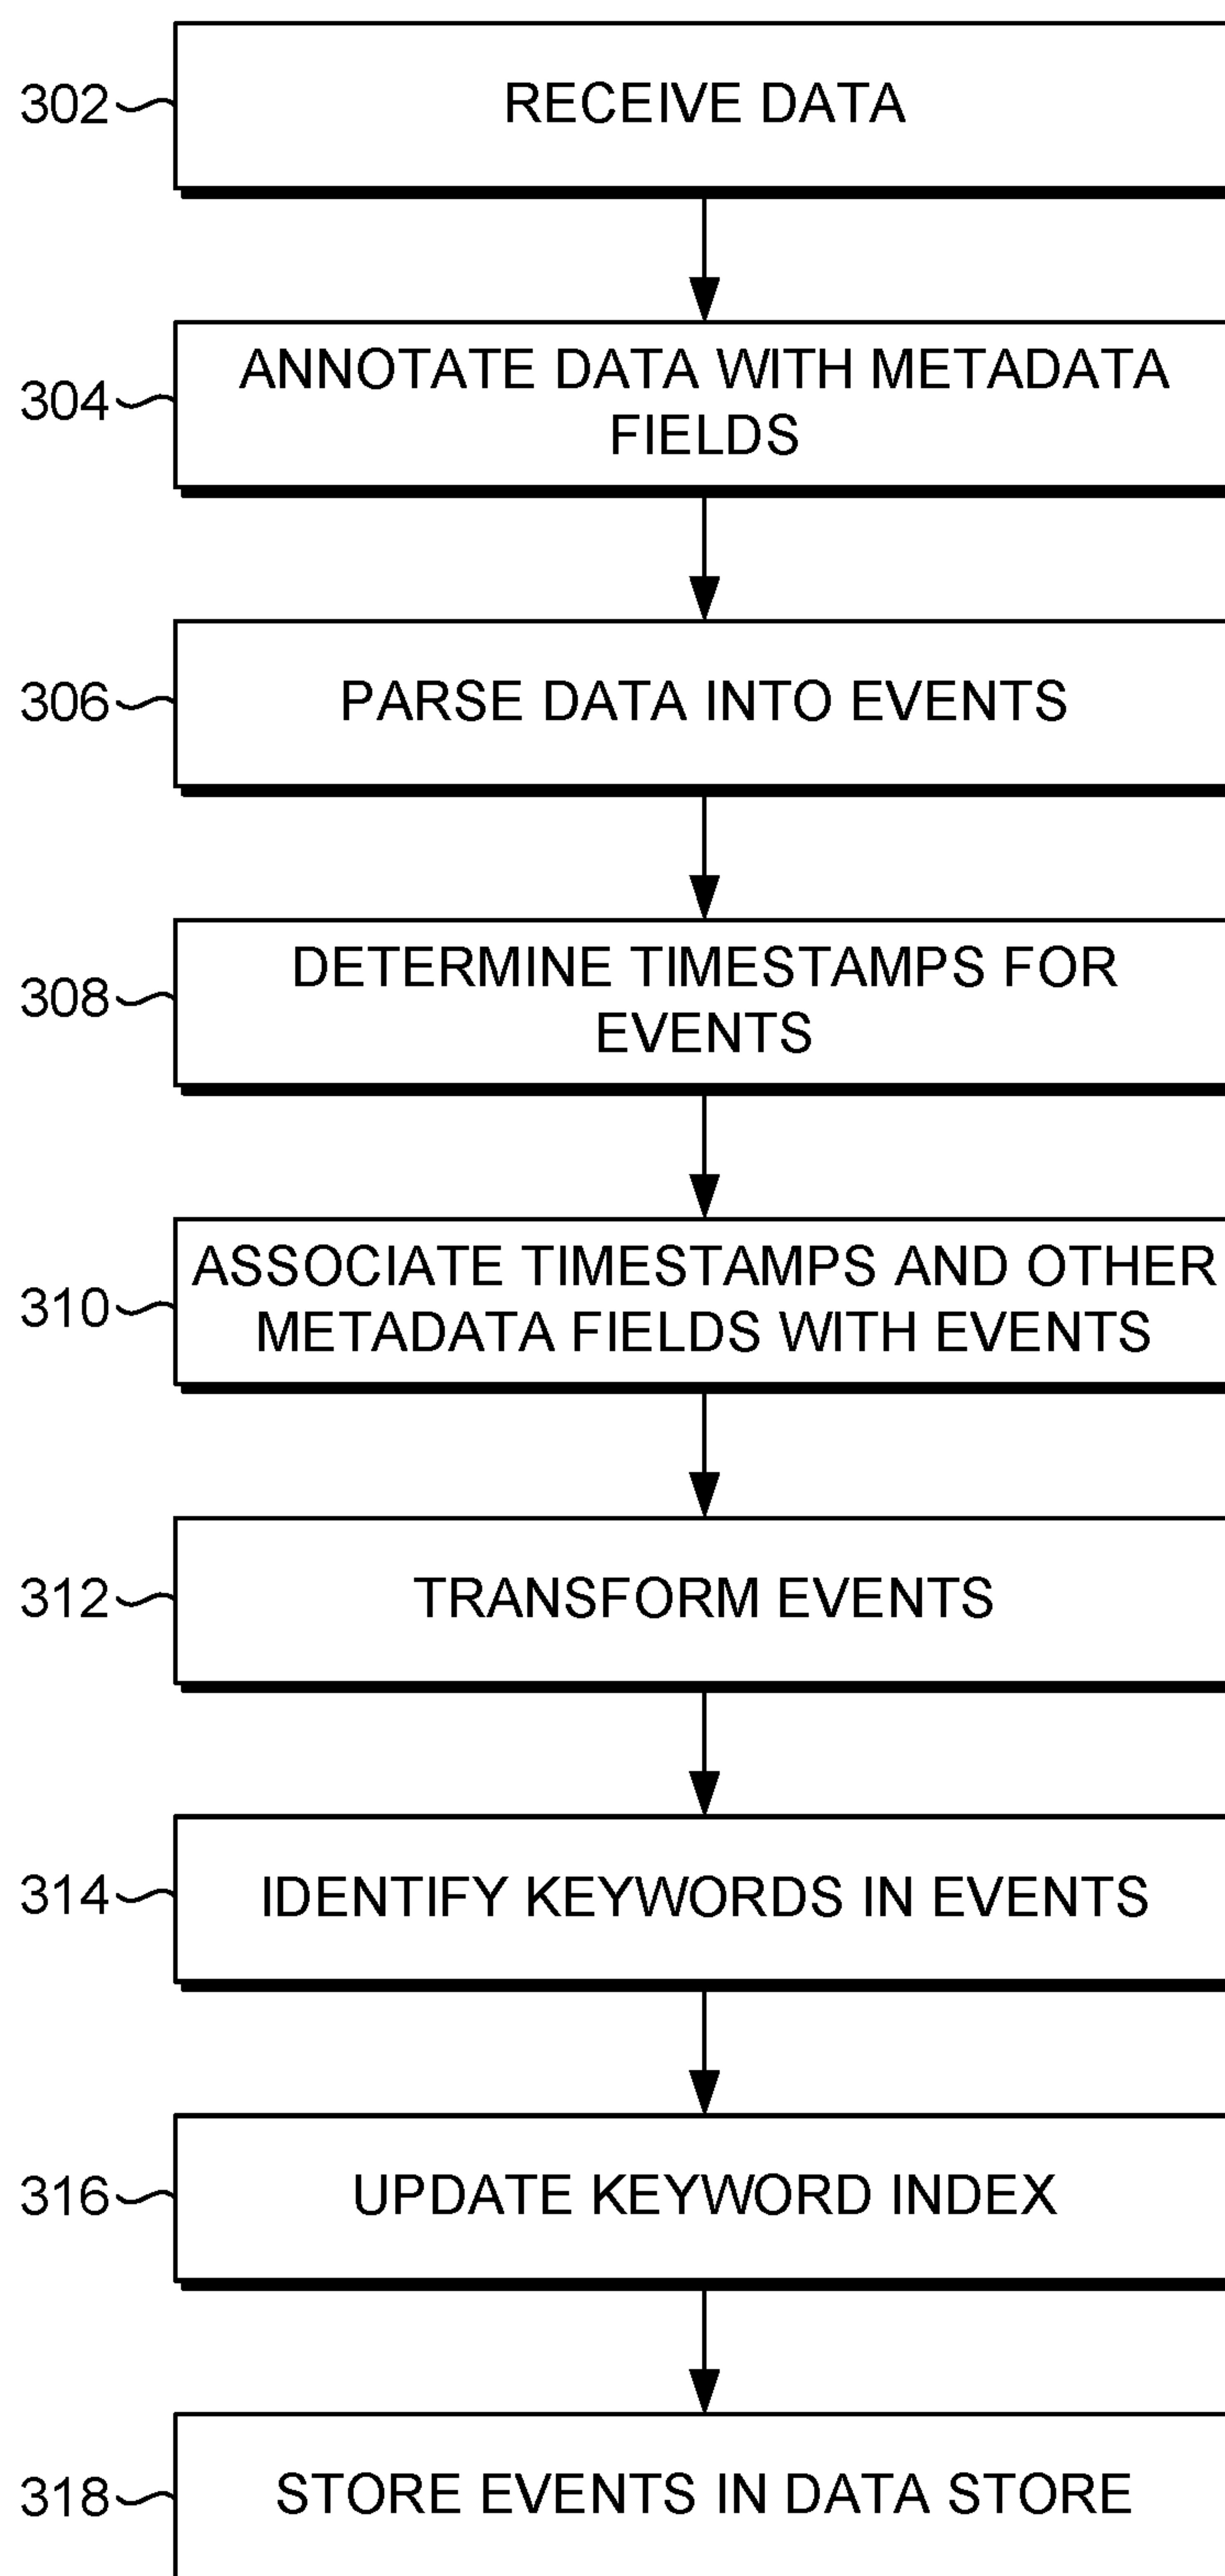 302
RECEIVE DATA
304
ANNOTATE DATA WITH METADATA
FIELDS
306
PARSE DATA INTO EVENTS
308
DETERMINE TIMESTAMPS FOR
EVENTS
310
ASSOCIATE TIMESTAMPS AND OTHER
METADATA FIELDS WITH EVENTS
312
TRANSFORM EVENTS
314
IDENTIFY KEYWORDS IN EVENTS
316
UPDATE KEYWORD INDEX
318
STORE EVENTS IN DATA STORE